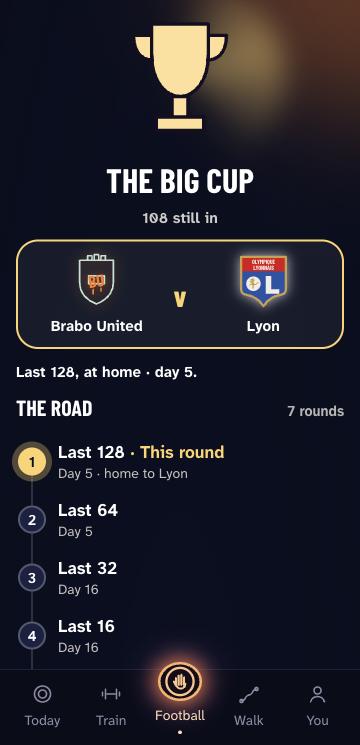 THE BIG CUP
108 still in
OLYMPIQUE
LYONNAIS
OL
V
Brabo United
Lyon
Last 128, at home · day 5.
THE ROAD
7 rounds
1
Last 128 · This round
Day 5 · home to Lyon
2
Last 64
Day 5
3
Last 32
Day 16
4
Last 16
Day 16
Today
Train
Football
Walk
You